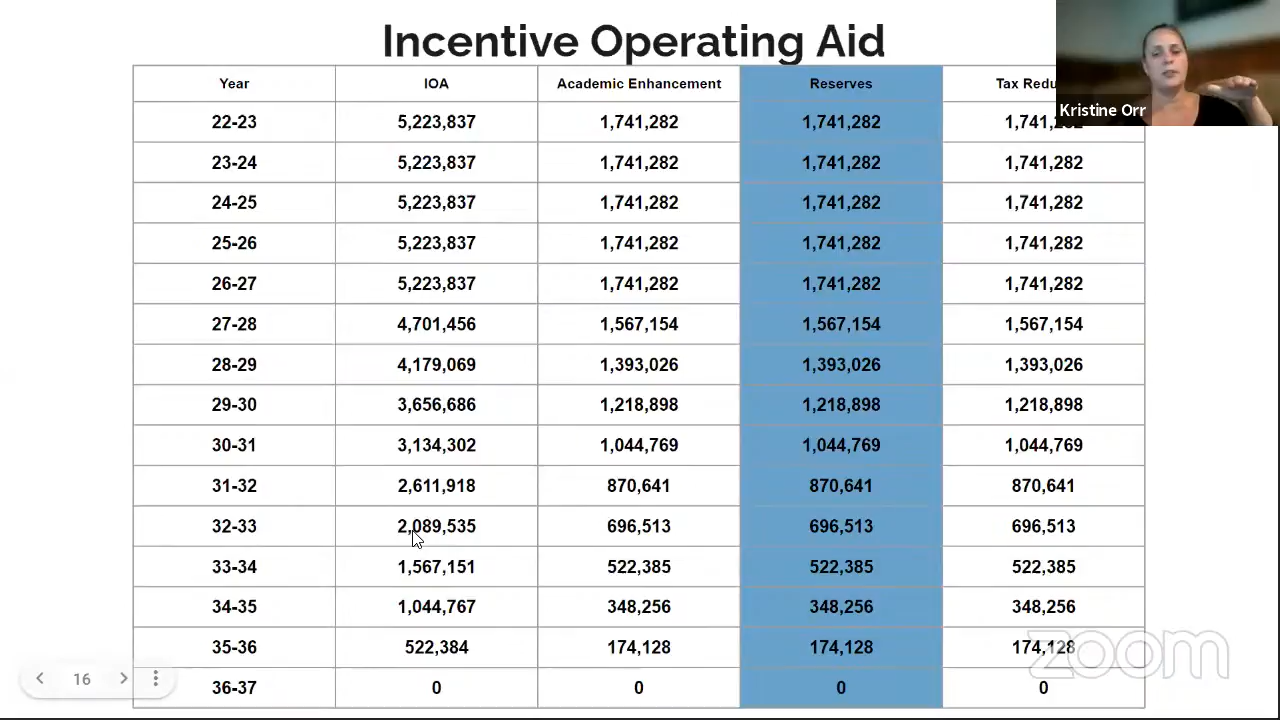 Incentive Operating Aid
Kristine Orr
Year IOA Academic Enhancement Reserves Tax
22-23 5,223,837 1,741,282 1,741,282
23-24 5,223,837 1,741,282 1,741,282 1,741,282
24-25 5,223,837 1,741,282 1,741,282 1,741,282
25-26 5,223,837 1,741,282 1,741,282 1,741,282
26-27 5,223,837 1,741,282 1,741,282 1,741,282
27-28 4,701,456 1,567,154 1,567,154 1,567,154
28-29 4,179,069 1,393,026 1,393,026 1,393,026
29-30 3,656,686 1,218,898 1,218,898 1,218,898
30-31 3,134,302 1,044,769 1,044,769 1,044,769
31-32 2,611,918 870,641 870,641 870,641
32-33 2,089,535 696,513 696,513 696,513
33-34 1,567,151 522,385 522,385 522,385
34-35 1,044,767 348,256 348,256 348,256
35-36 522,384 174,128 174,128 174,128
36-37 0 0 0 0
16
zoom